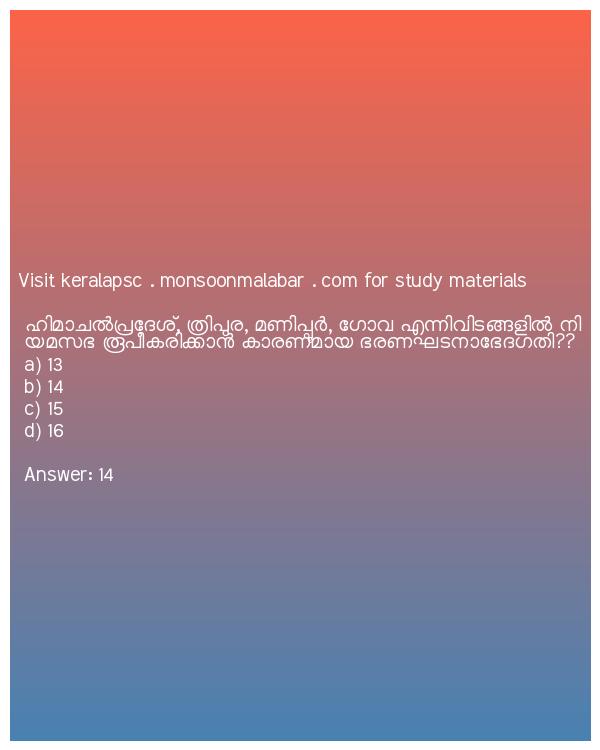 Visit keralapsc . monsoonmalabar . com for study materials
ഹിമാചൽപ്രദേശ്, ത്രിപുര, മണിപ്പൂർ, ഗോവ എന്നിവിടങ്ങളിൽ നി
യമസഭ രൂപീകരിക്കാൻ കാരണമായ ഭരണഘടനാഭേദഗതി??
a) 13
b) 14
c) 15
d) 16
Answer: 14